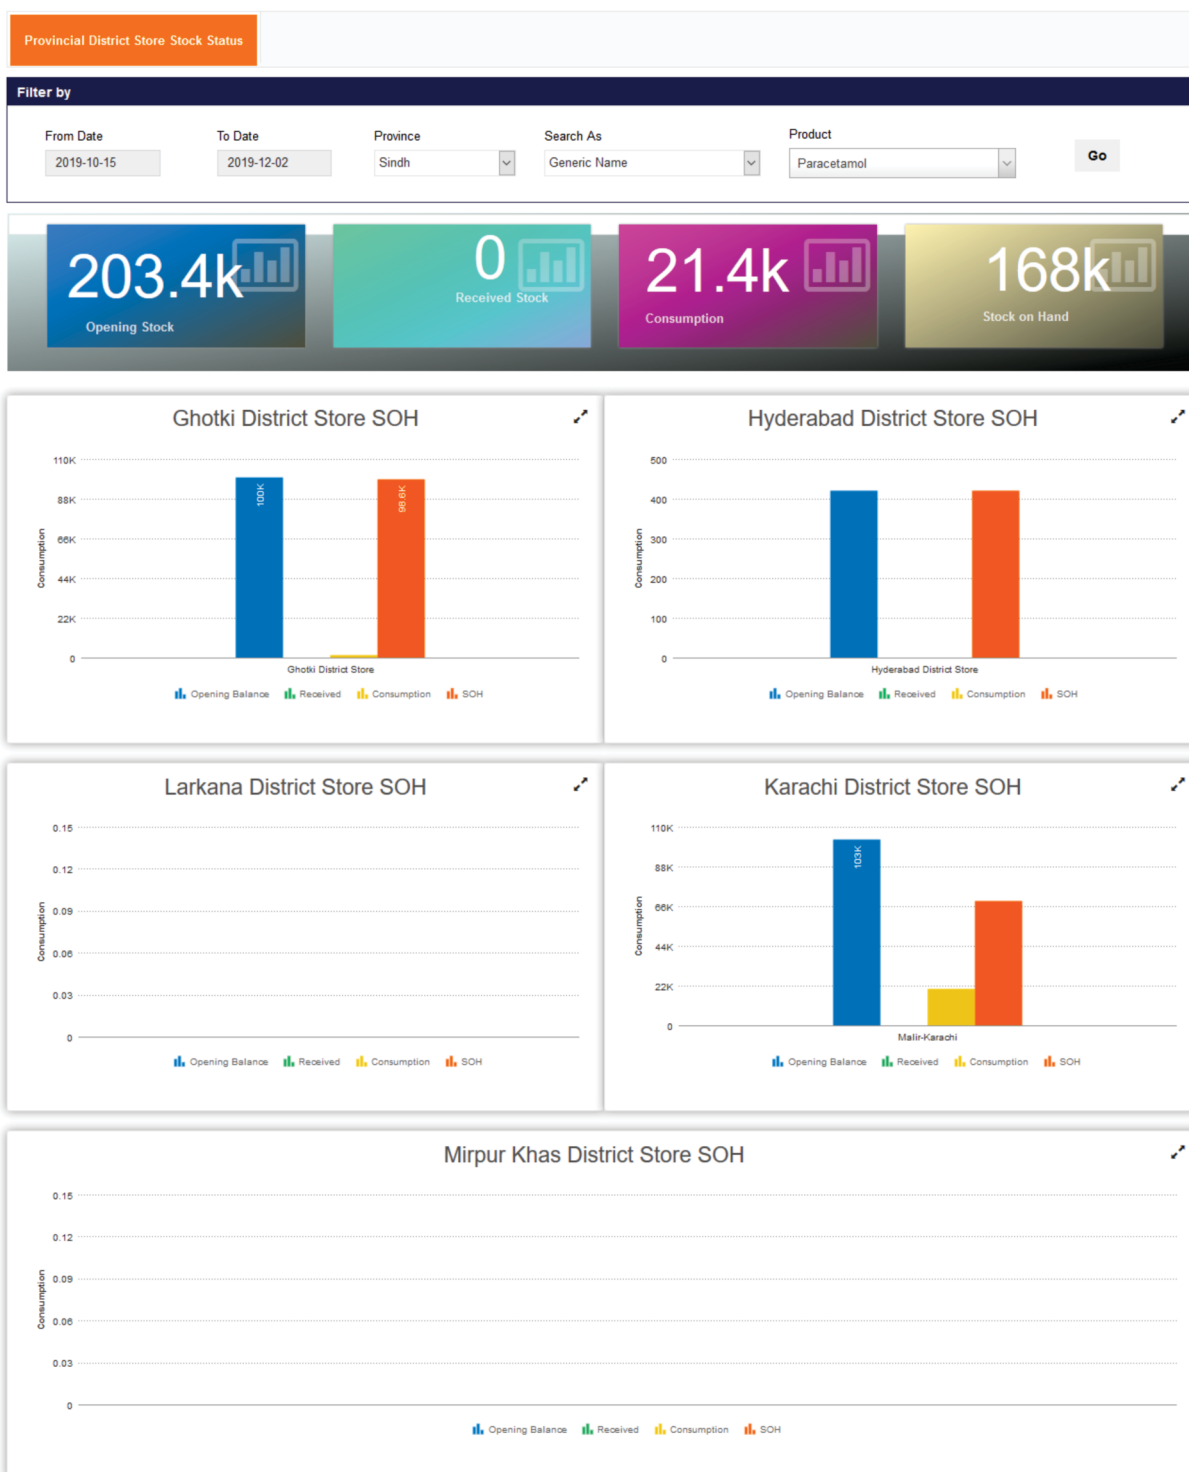 Provincial District Store Stock Status
Filter by
From Date To Date Province Search As Product
2019-10-15 2019-12-02 Sindh Generic Name Paracetamol Go
203.4k 0 21.4k 168k
Opening Stock Received Stock Consumption Stock on Hand
Ghotki District Store SOH
110K
88K
66K
44K
22K
0
Consumption
100K
98.6K
Ghotki District Store
Opening Balance Received Consumption SOH
Hyderabad District Store SOH
500
400
300
200
100
0
Consumption
Hyderabad District Store
Opening Balance Received Consumption SOH
Larkana District Store SOH
0.15
0.12
0.09
0.06
0.03
0
Consumption
Opening Balance Received Consumption SOH
Karachi District Store SOH
110K
88K
66K
44K
22K
0
Consumption
103K
Malir-Karachi
Opening Balance Received Consumption SOH
Mirpur Khas District Store SOH
0.15
0.12
0.09
0.06
0.03
0
Consumption
Opening Balance Received Consumption SOH